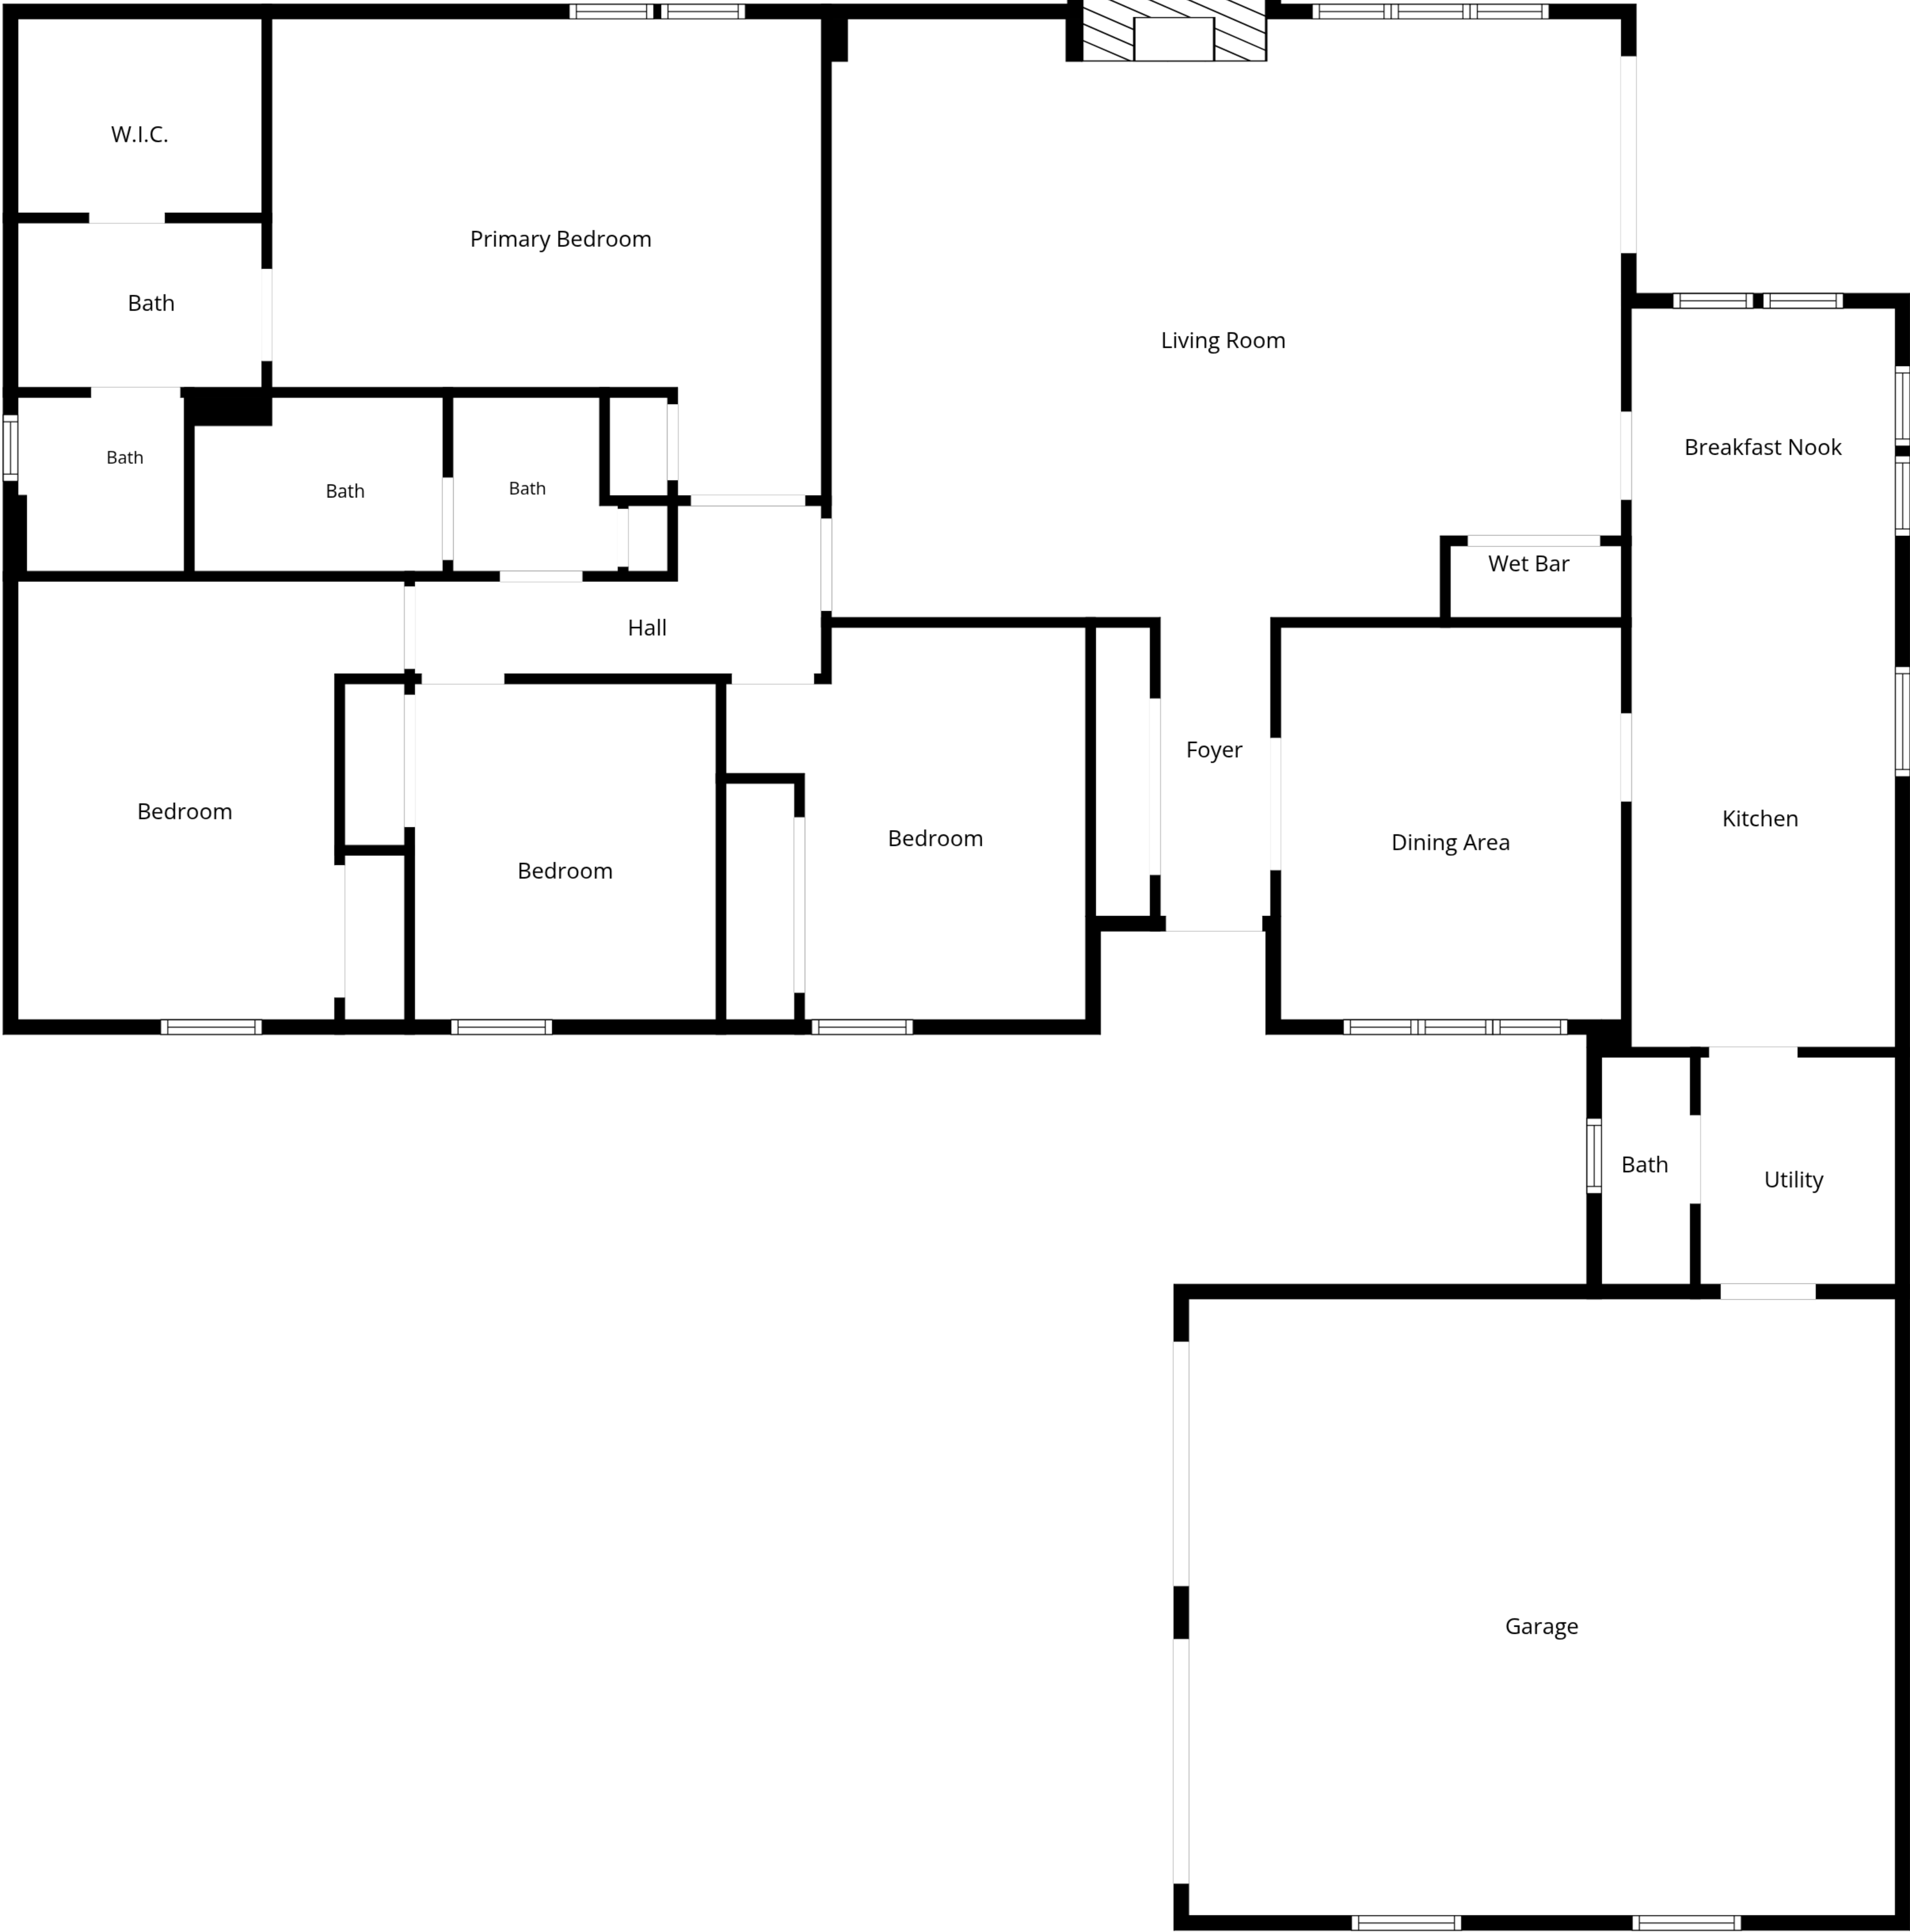 W.I.C.
Primary Bedroom
Bath
Living Room
Breakfast Nook
Bath
Bath
Bath
Wet Bar
Hall
Foyer
Bedroom
Bedroom
Bedroom
Dining Area
Kitchen
Bath
Utility
Garage